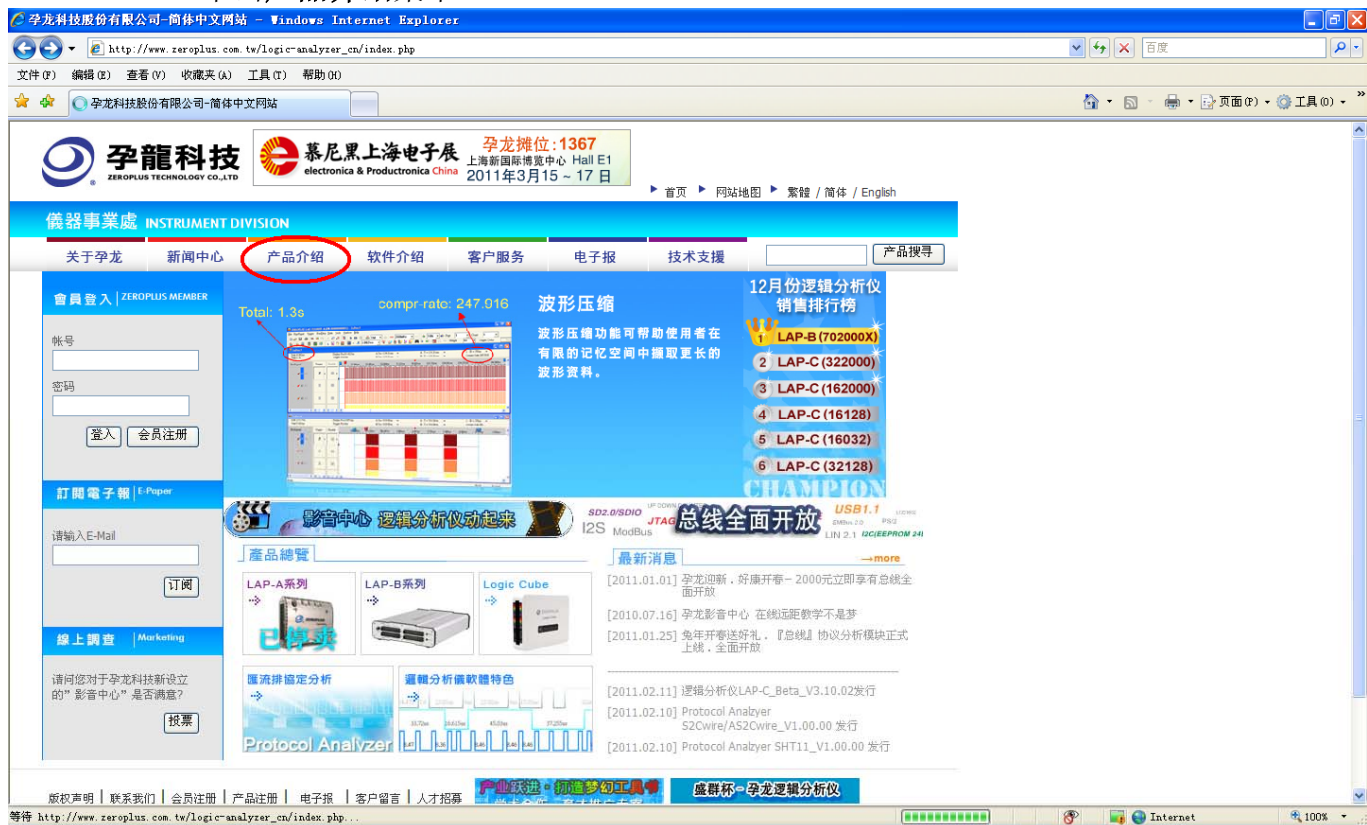 孕龙科技股份有限公司-简体中文网站 - Windows Internet Explorer
http://www.zeroplus.com.tw/logic-analyzer_cn/index.php
百度
文件(F) 编辑(E) 查看(V) 收藏夹(A) 工具(T) 帮助(H)
孕龙科技股份有限公司-简体中文网站
页面(P) 工具(O)
孕龍科技
ZEROPLUS TECHNOLOGY CO.,LTD
慕尼黑上海电子展
electronica & Productronica China
孕龙摊位:1367
上海新国际博览中心 Hall E1
2011年3月15 ~ 17 日
首页 网站地图 繁體 / 简体 / English
儀器事業處 INSTRUMENT DIVISION
关于孕龙 新闻中心 产品介绍 软件介绍 客户服务 电子报 技术支援 产品搜寻
會員登入 ZEROPLUS MEMBER
帐号
密码
登入 会员注册
訂閱電子報 E-Paper
请输入E-Mail
订阅
線上調查 Marketing
请问您对于孕龙科技新设立的"影音中心"是否满意?
投票
Total: 1.3s
compr-rate: 247.916
波形压缩
波形压缩功能可帮助使用者在
有限的记忆空间中撷取更长的
波形资料。
12月份逻辑分析仪
销售排行榜
1 LAP-B (702000X)
2 LAP-C (322000)
3 LAP-C (162000)
4 LAP-C (16128)
5 LAP-C (16032)
6 LAP-C (32128)
CHAMPION
影音中心 逻辑分析仪动起来
SD2.0/SDIO
I2S ModBus
JTAG
总线全面开放
USB1.1
LIN 2.1 I2C(EEPROM 24)
產品總覽
LAP-A系列
已停卖
LAP-B系列
Logic Cube
匯流排協定分析
Protocol Analyzer
邏輯分析儀軟體特色
最新消息 more
[2011.01.01] 孕龙迎新．好康开春－2000元立即享有总线全
面开放
[2010.07.16] 孕龙影音中心 在线远距教学不是梦
[2011.01.25] 兔年开春送好礼．『总线』协议分析模块正式
上线．全面开放
[2011.02.11] 逻辑分析仪LAP-C_Beta_V3.10.02发行
[2011.02.10] Protocol Analzyer
S2Cwire/AS2Cwire_V1.00.00 发行
[2011.02.10] Protocol Analzyer SHT11_V1.00.00 发行
版权声明 | 联系我们 | 会员注册 | 产品注册 | 电子报 | 客户留言 | 人才招募
产业跃进・打造梦幻工具
盛群杯－孕龙逻辑分析仪
等待 http://www.zeroplus.com.tw/logic-analyzer_cn/index.php...
Internet
100%